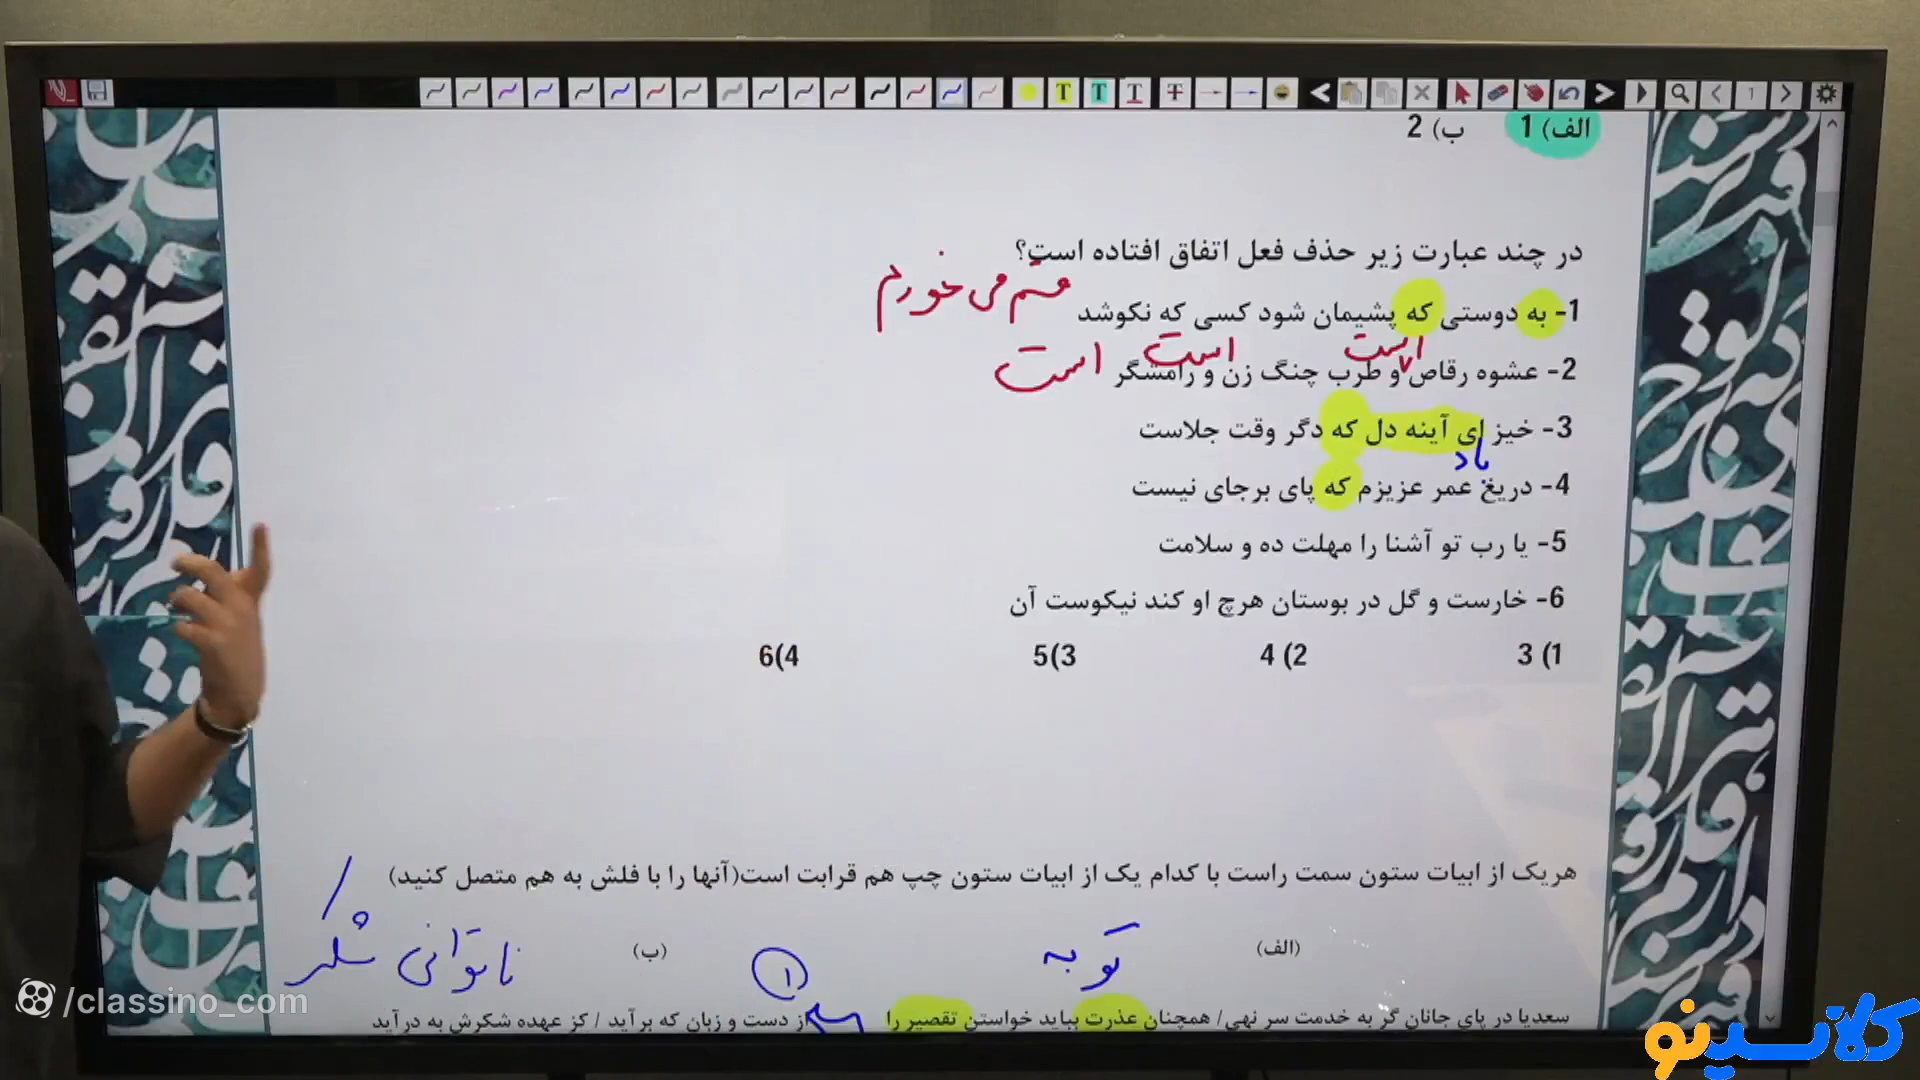 الف) 1 ب) 2
در چند عبارت زیر حذف فعل اتفاق افتاده است؟
قسم می خورم
1- به دوستی که پشیمان شود کسی که نکوشد
است است
2- عشوه رقاص و طرب چنگ زن و رامشگر است
3- خیز ای آینه دل که دگر وقت جلاست
باد
4- دریغ عمر عزیزم که پای برجای نیست
5- یا رب تو آشنا را مهلت ده و سلامت
6- خارست و گل در بوستان هرچ او کند نیکوست آن
1) 3 2) 4 3)5 4)6
هریک از ابیات ستون سمت راست با کدام یک از ابیات ستون چپ هم قرابت است(آنها را با فلش به هم متصل کنید)
(الف) توبه ۱ (ب) ناتوانی شکر
سعدیا در پای جانان گر به خدمت سر نهی/ همچنان عذرت بباید خواستن تقصیر را
از دست و زبان که برآید / کز عهده شکرش به درآید
/classino_com
کلاسینو